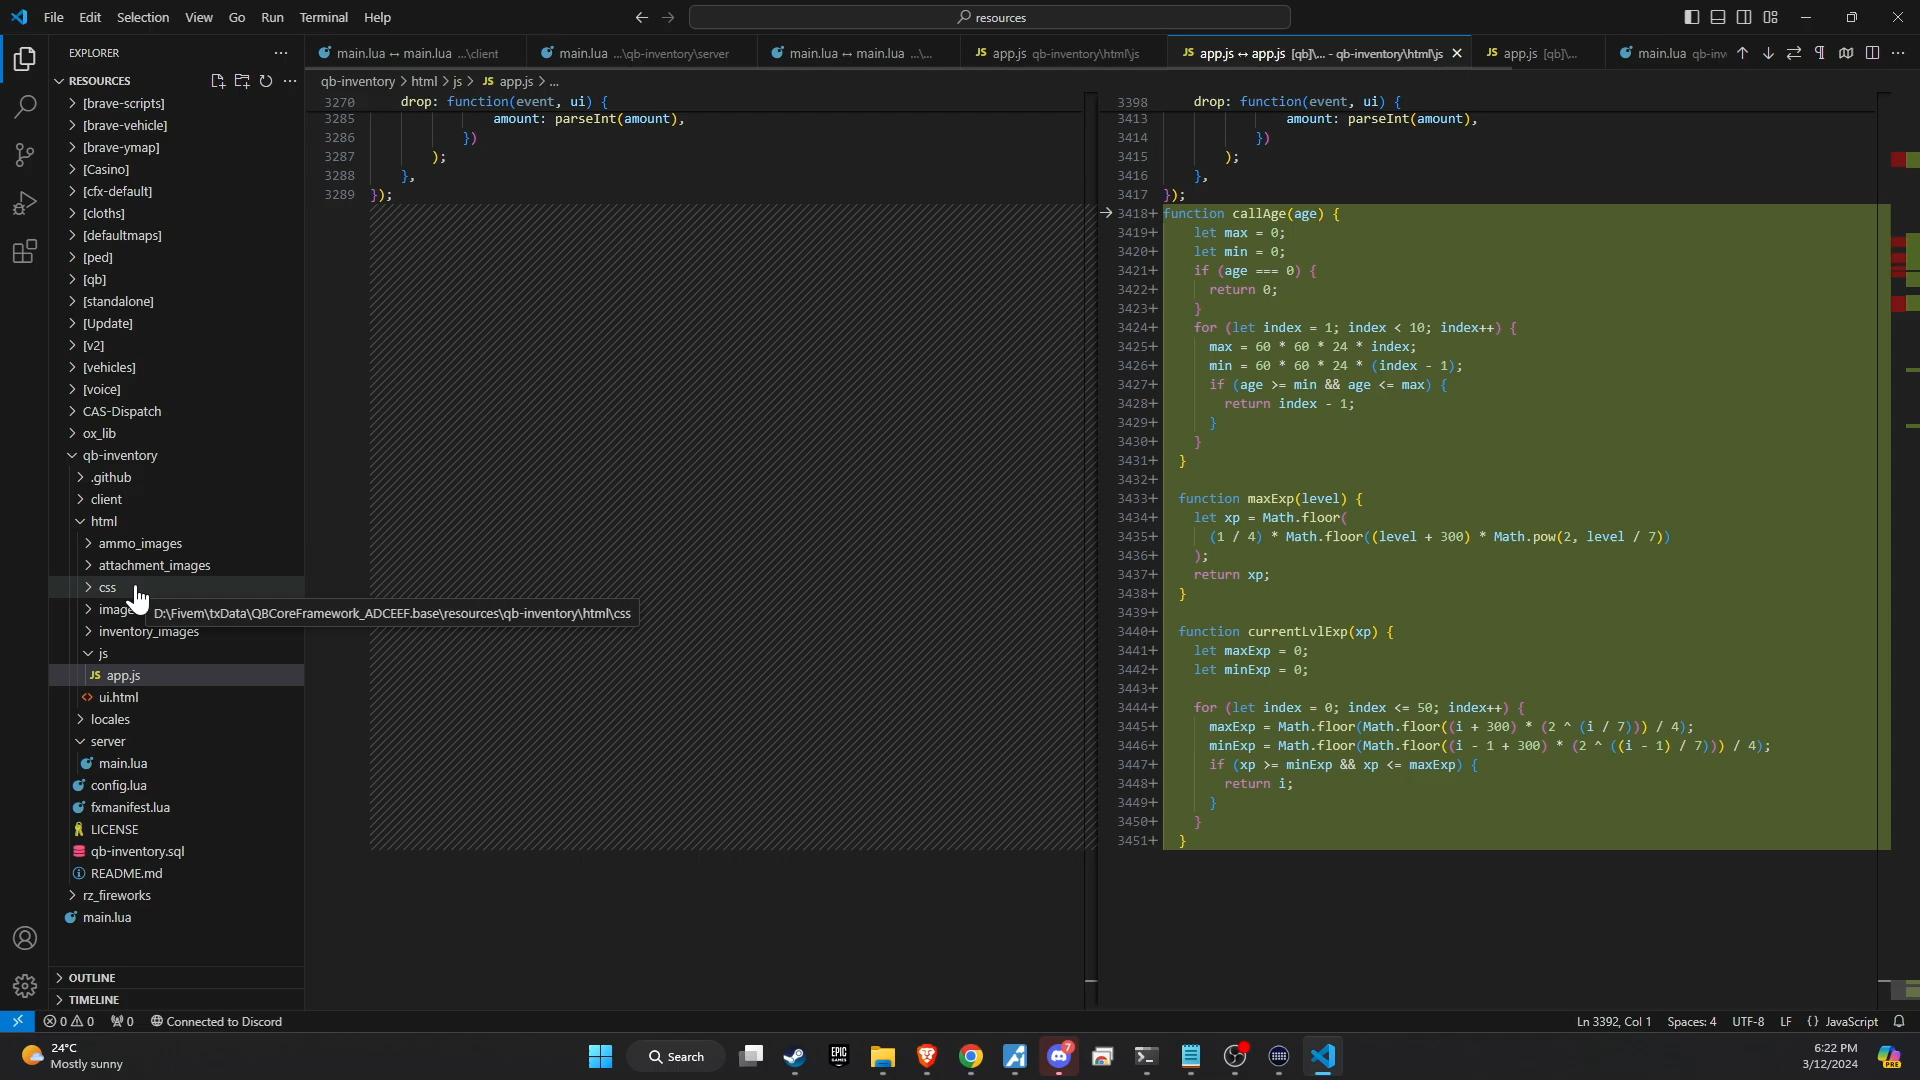 File Edit Selection View Go Run Terminal Help
resources
EXPLORER
main.lua ↔ main.lua ...\client
main.lua ...\qb-inventory\server
main.lua ↔ main.lua ...\...
app.js qb-inventory\html\js
app.js ↔ app.js [qb]\... - qb-inventory\html\js
app.js [qb]\...
main.lua qb-inv
RESOURCES
qb-inventory > html > js > JS app.js > ...
[brave-scripts]
[brave-vehicle]
[brave-ymap]
[Casino]
[cfx-default]
[cloths]
[defaultmaps]
[ped]
[qb]
[standalone]
[Update]
[v2]
[vehicles]
[voice]
CAS-Dispatch
ox_lib
qb-inventory
.github
client
html
ammo_images
attachment_images
css
image
D:\Fivem\txData\QBCoreFramework_ADCEEF.base\resources\qb-inventory\html\css
inventory_images
js
JS app.js
<> ui.html
locales
server
main.lua
config.lua
fxmanifest.lua
LICENSE
qb-inventory.sql
README.md
rz_fireworks
main.lua
OUTLINE
TIMELINE
3270 drop: function(event, ui) {
3285 amount: parseInt(amount),
3286 })
3287 );
3288 },
3289 });
3398 drop: function(event, ui) {
3413 amount: parseInt(amount),
3414 })
3415 );
3416 },
3417 });
3418+ function callAge(age) {
3419+ let max = 0;
3420+ let min = 0;
3421+ if (age === 0) {
3422+ return 0;
3423+ }
3424+ for (let index = 1; index < 10; index++) {
3425+ max = 60 * 60 * 24 * index;
3426+ min = 60 * 60 * 24 * (index - 1);
3427+ if (age >= min && age <= max) {
3428+ return index - 1;
3429+ }
3430+ }
3431+ }
3432+
3433+ function maxExp(level) {
3434+ let xp = Math.floor(
3435+ (1 / 4) * Math.floor((level + 300) * Math.pow(2, level / 7))
3436+ );
3437+ return xp;
3438+ }
3439+
3440+ function currentLvlExp(xp) {
3441+ let maxExp = 0;
3442+ let minExp = 0;
3443+
3444+ for (let index = 0; index <= 50; index++) {
3445+ maxExp = Math.floor(Math.floor((i + 300) * (2 ^ (i / 7))) / 4);
3446+ minExp = Math.floor(Math.floor((i - 1 + 300) * (2 ^ ((i - 1) / 7))) / 4);
3447+ if (xp >= minExp && xp <= maxExp) {
3448+ return i;
3449+ }
3450+ }
3451+ }
0 0 0 Connected to Discord
Ln 3392, Col 1 Spaces: 4 UTF-8 LF {} JavaScript
24°C
Mostly sunny
Search
EPIC GAMES
7
6:22 PM
3/12/2024
PRE